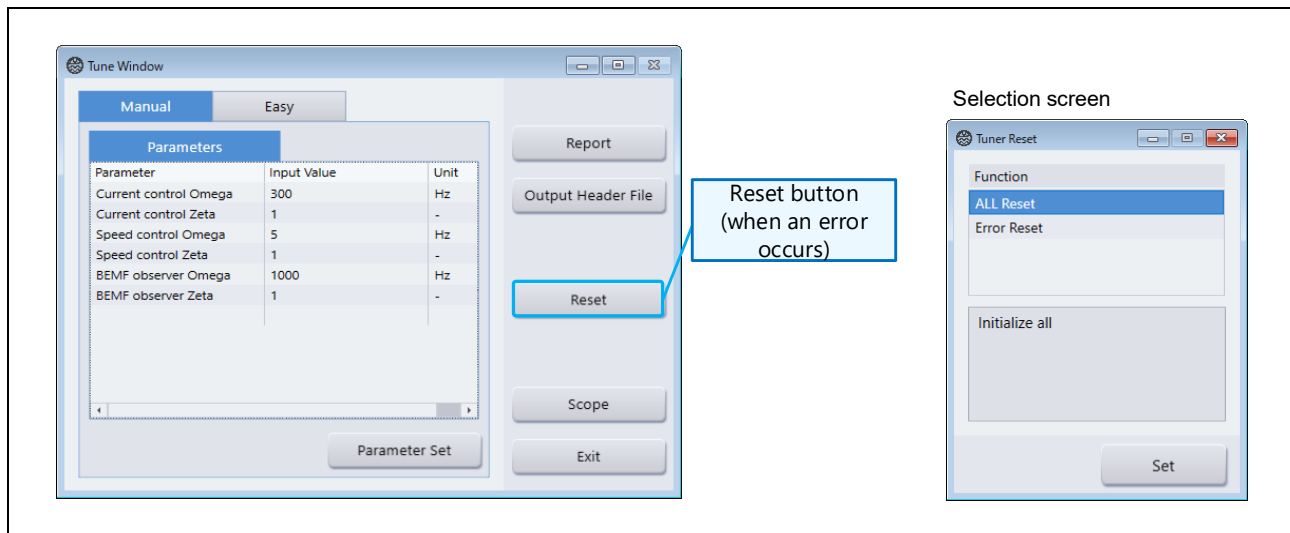 Tune Window
Manual Easy
Parameters
Parameter Input Value Unit
Current control Omega 300 Hz
Current control Zeta 1 -
Speed control Omega 5 Hz
Speed control Zeta 1 -
BEMF observer Omega 1000 Hz
BEMF observer Zeta 1 -
Parameter Set
Report
Output Header File
Reset
Scope
Exit
Reset button
(when an error
occurs)
Selection screen
Tuner Reset
Function
ALL Reset
Error Reset
Initialize all
Set